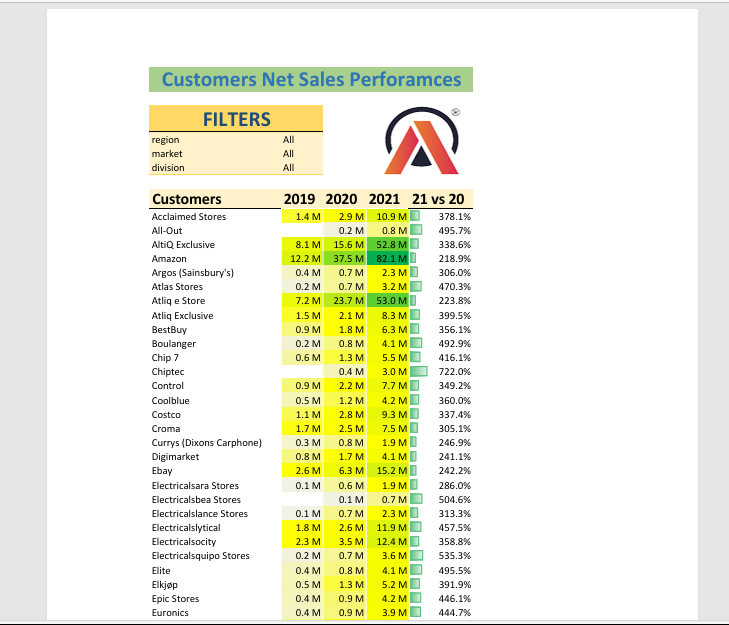 Customers Net Sales Perforamces
FILTERS
region All
market All
division All
®
Customers 2019 2020 2021 21 vs 20
Acclaimed Stores 1.4 M 2.9 M 10.9 M 378.1%
All-Out 0.2 M 0.8 M 495.7%
AltiQ Exclusive 8.1 M 15.6 M 52.8 M 338.6%
Amazon 12.2 M 37.5 M 82.1 M 218.9%
Argos (Sainsbury's) 0.4 M 0.7 M 2.3 M 306.0%
Atlas Stores 0.2 M 0.7 M 3.2 M 470.3%
Atliq e Store 7.2 M 23.7 M 53.0 M 223.8%
Atliq Exclusive 1.5 M 2.1 M 8.3 M 399.5%
BestBuy 0.9 M 1.8 M 6.3 M 356.1%
Boulanger 0.2 M 0.8 M 4.1 M 492.9%
Chip 7 0.6 M 1.3 M 5.5 M 416.1%
Chiptec 0.4 M 3.0 M 722.0%
Control 0.9 M 2.2 M 7.7 M 349.2%
Coolblue 0.5 M 1.2 M 4.2 M 360.0%
Costco 1.1 M 2.8 M 9.3 M 337.4%
Croma 1.7 M 2.5 M 7.5 M 305.1%
Currys (Dixons Carphone) 0.3 M 0.8 M 1.9 M 246.9%
Digimarket 0.8 M 1.7 M 4.1 M 241.1%
Ebay 2.6 M 6.3 M 15.2 M 242.2%
Electricalsara Stores 0.1 M 0.6 M 1.9 M 286.0%
Electricalsbea Stores 0.1 M 0.7 M 504.6%
Electricalslance Stores 0.1 M 0.7 M 2.3 M 313.3%
Electricalslytical 1.8 M 2.6 M 11.9 M 457.5%
Electricalsocity 2.3 M 3.5 M 12.4 M 358.8%
Electricalsquipo Stores 0.2 M 0.7 M 3.6 M 535.3%
Elite 0.4 M 0.8 M 4.1 M 495.5%
Elkjøp 0.5 M 1.3 M 5.2 M 391.9%
Epic Stores 0.4 M 0.9 M 4.2 M 446.1%
Euronics 0.4 M 0.9 M 3.9 M 444.7%